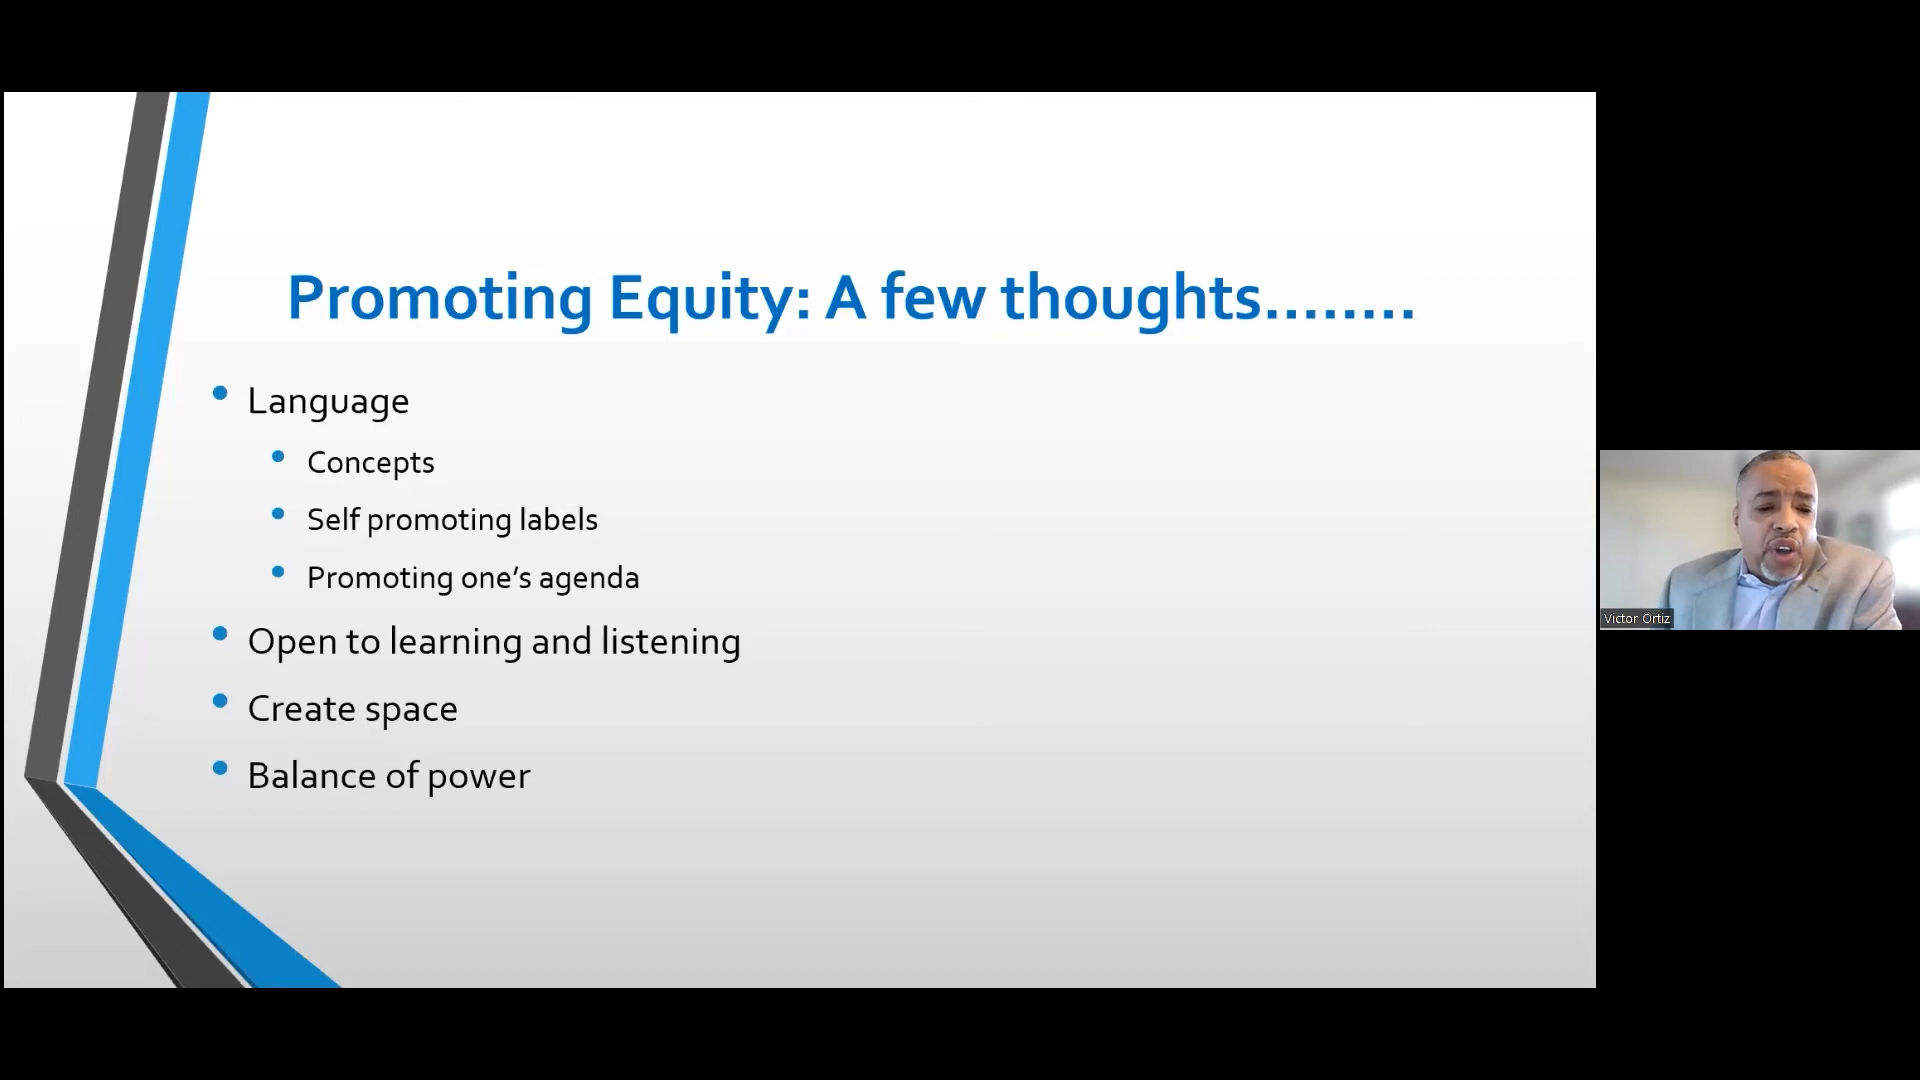 Promoting Equity: A few thoughts........
Language
Concepts
Self promoting labels
Promoting one’s agenda
Open to learning and listening
Create space
Balance of power
Victor Ortiz